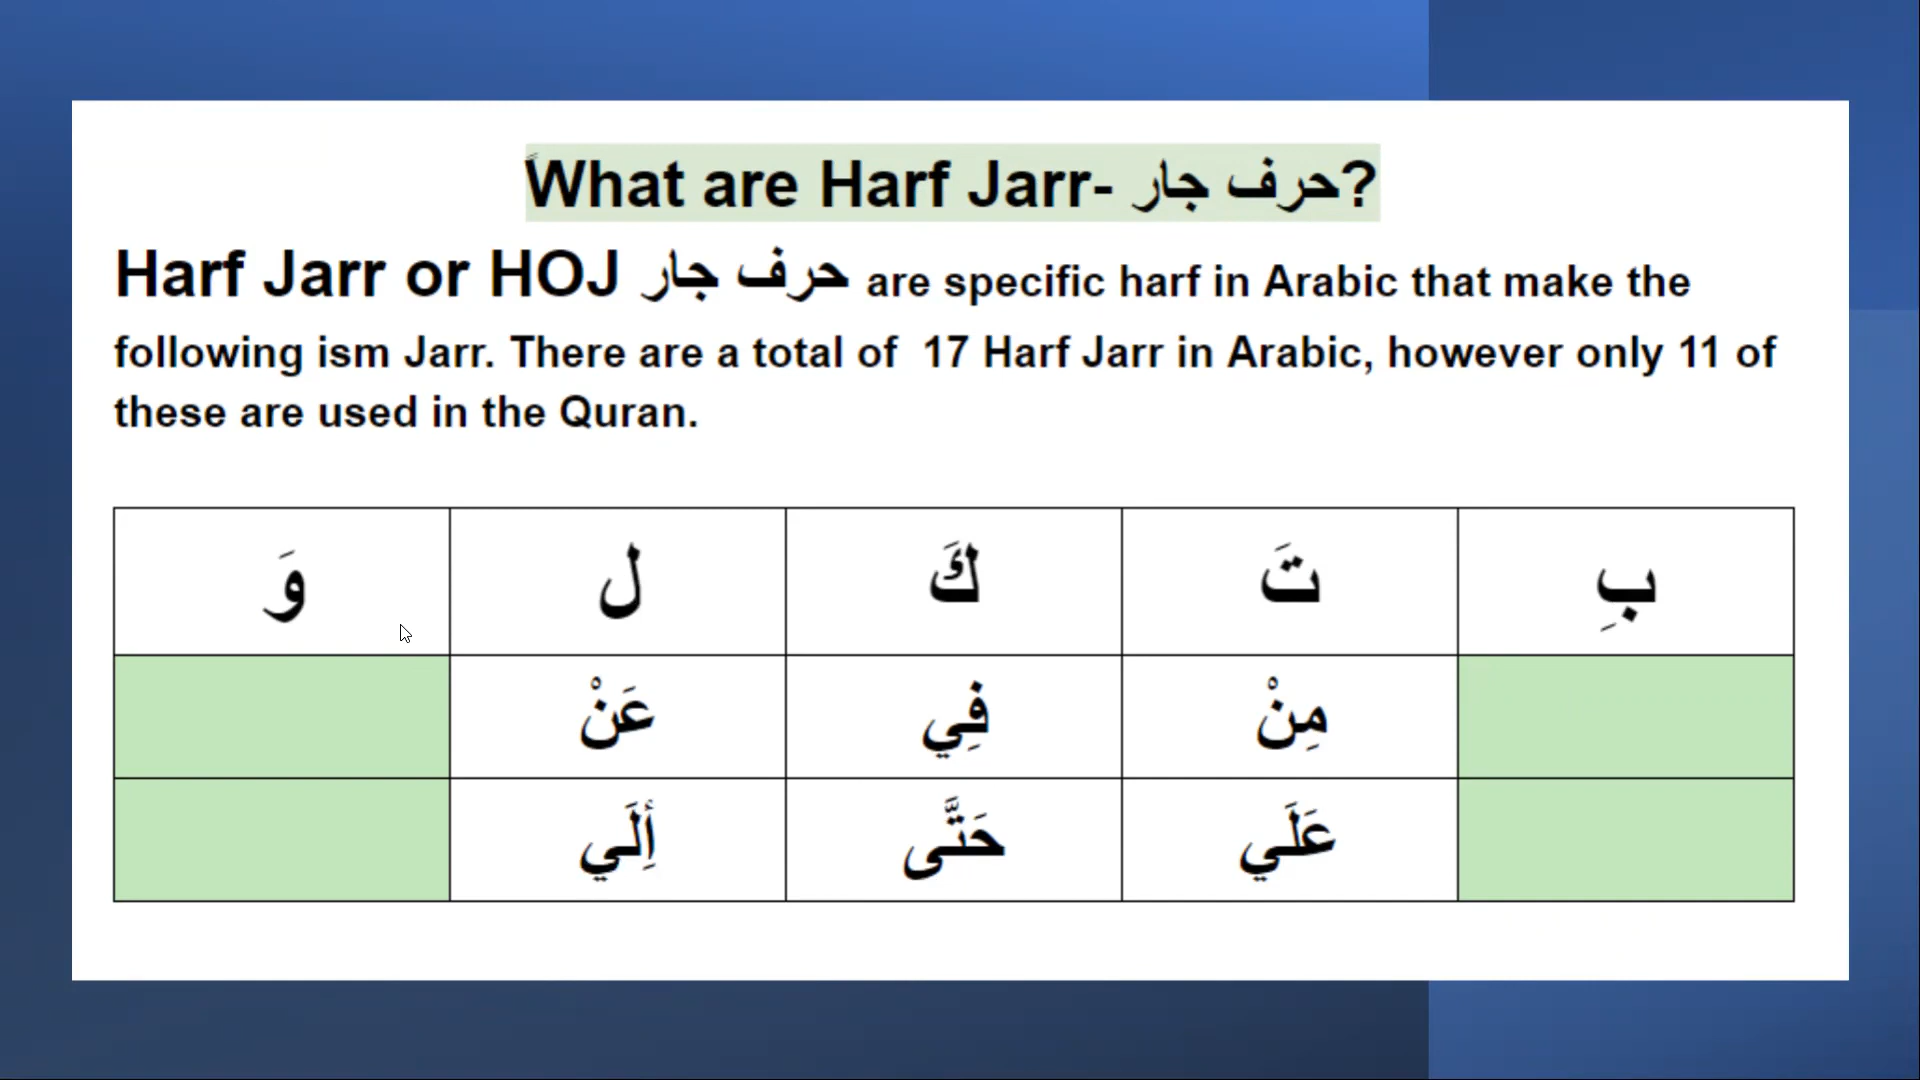 What are Harf Jarr- حرف جار?
Harf Jarr or HOJ حرف جار are specific harf in Arabic that make the
following ism Jarr. There are a total of 17 Harf Jarr in Arabic, however only 11 of
these are used in the Quran.
بِ تَ كَ ل وَ
مِنْ فِي عَنْ
عَلَي حَتَّى أِلَي